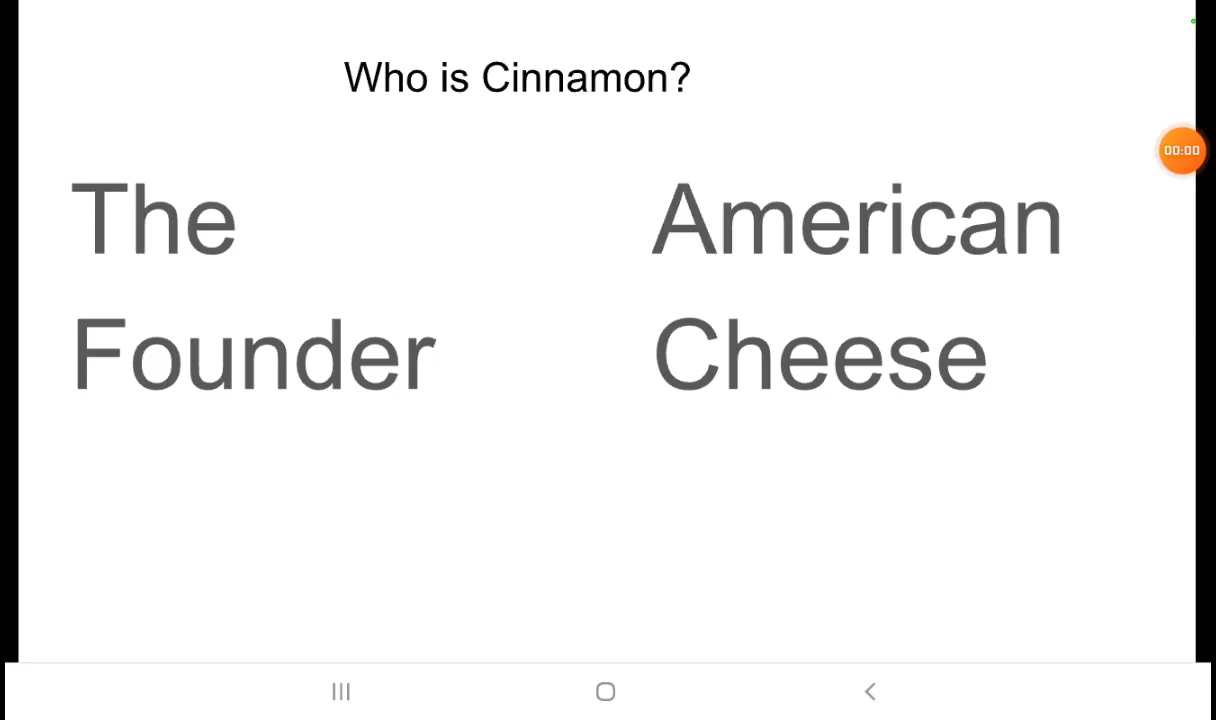 Who is Cinnamon?
00:00
The
Founder
American
Cheese